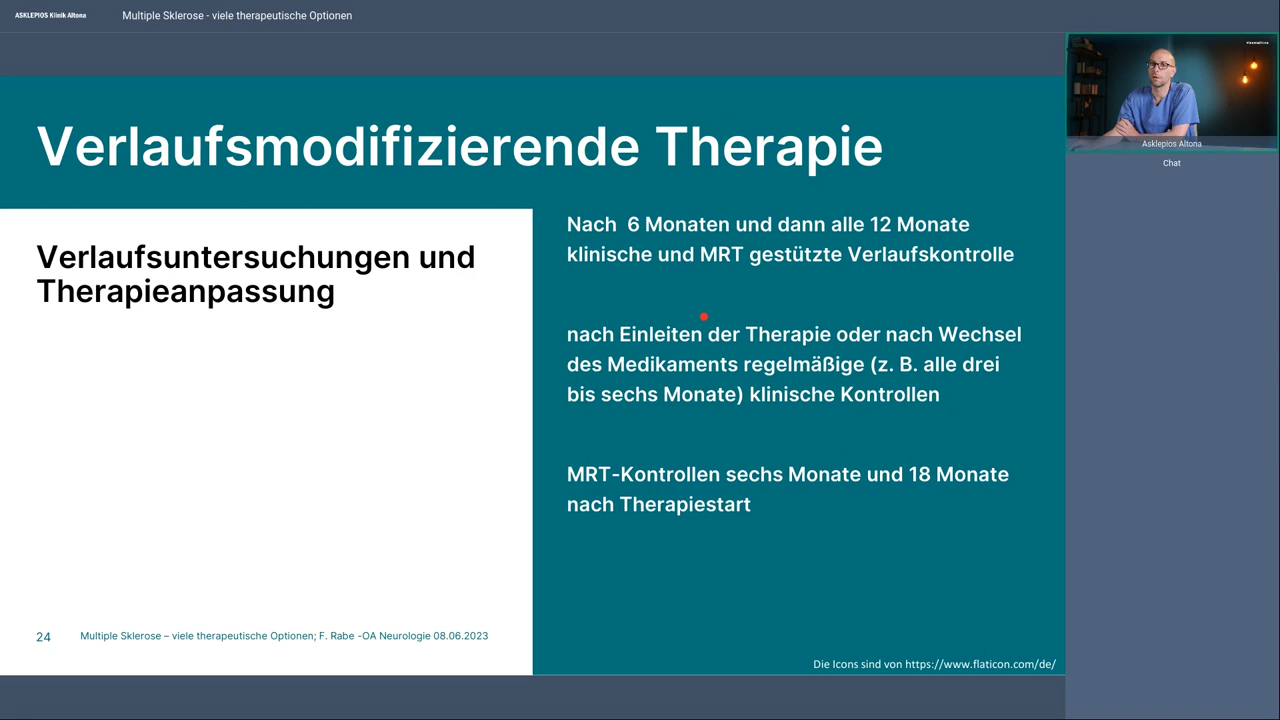 ASKLEPIOS Klinik Altona
Multiple Sklerose - viele therapeutische Optionen
Verlaufsmodifizierende Therapie
Verlaufsuntersuchungen und
Therapieanpassung
Nach  6 Monaten und dann alle 12 Monate
klinische und MRT gestützte Verlaufskontrolle
nach Einleiten der Therapie oder nach Wechsel
des Medikaments regelmäßige (z. B. alle drei
bis sechs Monate) klinische Kontrollen
MRT-Kontrollen sechs Monate und 18 Monate
nach Therapiestart
24
Multiple Sklerose – viele therapeutische Optionen; F. Rabe -OA Neurologie 08.06.2023
Die Icons sind von https://www.flaticon.com/de/
Asklepios Altona
Chat